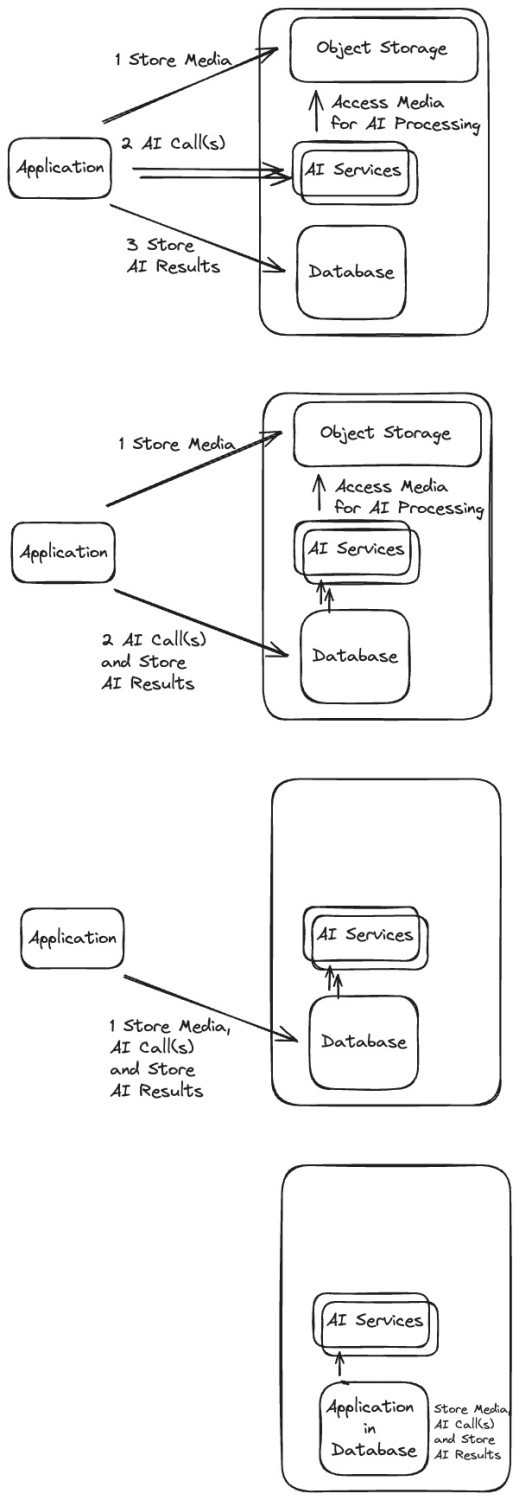 Object Storage
1 Store Media
Access Media
for AI Processing
2 AI Call(s)
Application
AI Services
3 Store
AI Results
Database
Object Storage
1 Store Media
Access Media
for AI Processing
Application
AI Services
2 AI Call(s)
and Store
AI Results
Database
Application
AI Services
1 Store Media,
AI Call(s)
and Store
AI Results
Database
AI Services
Application
in
Database
Store Media,
AI Call(s)
and Store
AI Results